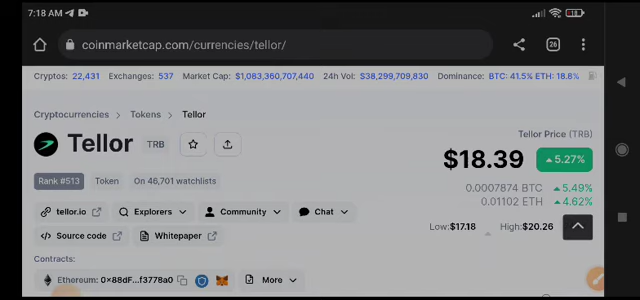 7:18 AM
coinmarketcap.com/currencies/tellor/
26
Cryptos: 22,431 Exchanges: 537 Market Cap: $1,083,360,707,440 24h Vol: $38,299,709,830 Dominance: BTC: 41.5% ETH: 18.6%
Cryptocurrencies > Tokens > Tellor
Tellor Price (TRB)
Tellor TRB
$18.39 5.27%
Rank #513 Token On 46,701 watchlists
0.0007874 BTC 5.49%
0.01102 ETH 4.62%
tellor.io Explorers Community Chat
Low:$17.18 High:$20.26
</> Source code Whitepaper
Contracts:
Ethereum: 0x88dF...f3778a0 More